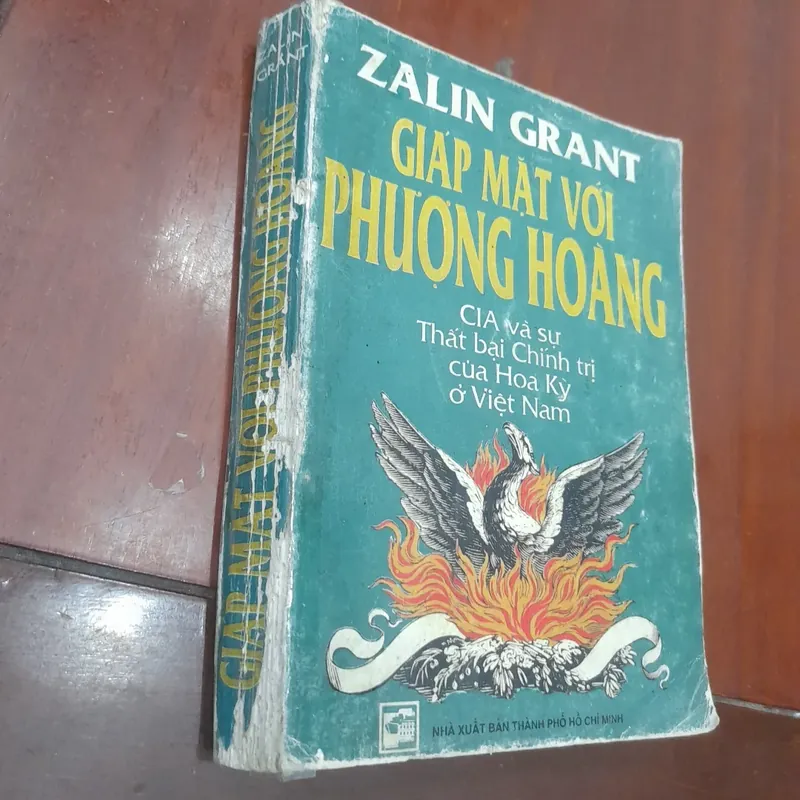 ZALIN GRANT
GIÁP MẶT VỚI
PHƯỢNG HOÀNG
CIA và sự
Thất bại Chính trị
của Hoa Kỳ
ở Việt Nam
NHÀ XUẤT BẢN THÀNH PHỐ HỒ CHÍ MINH
ZALIN
GRANT
GIÁP MẶT VỚI PHƯỢNG HOÀNG